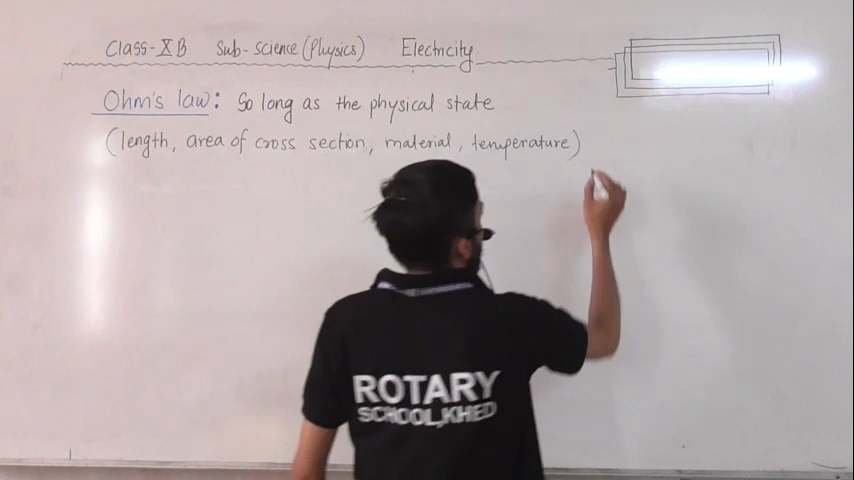 Class-XB Sub-science (Physics) Electricity
Ohm's law: So long as the physical state
(length, area of cross section, material, temperature)
ROTARY
SCHOOL,KHED